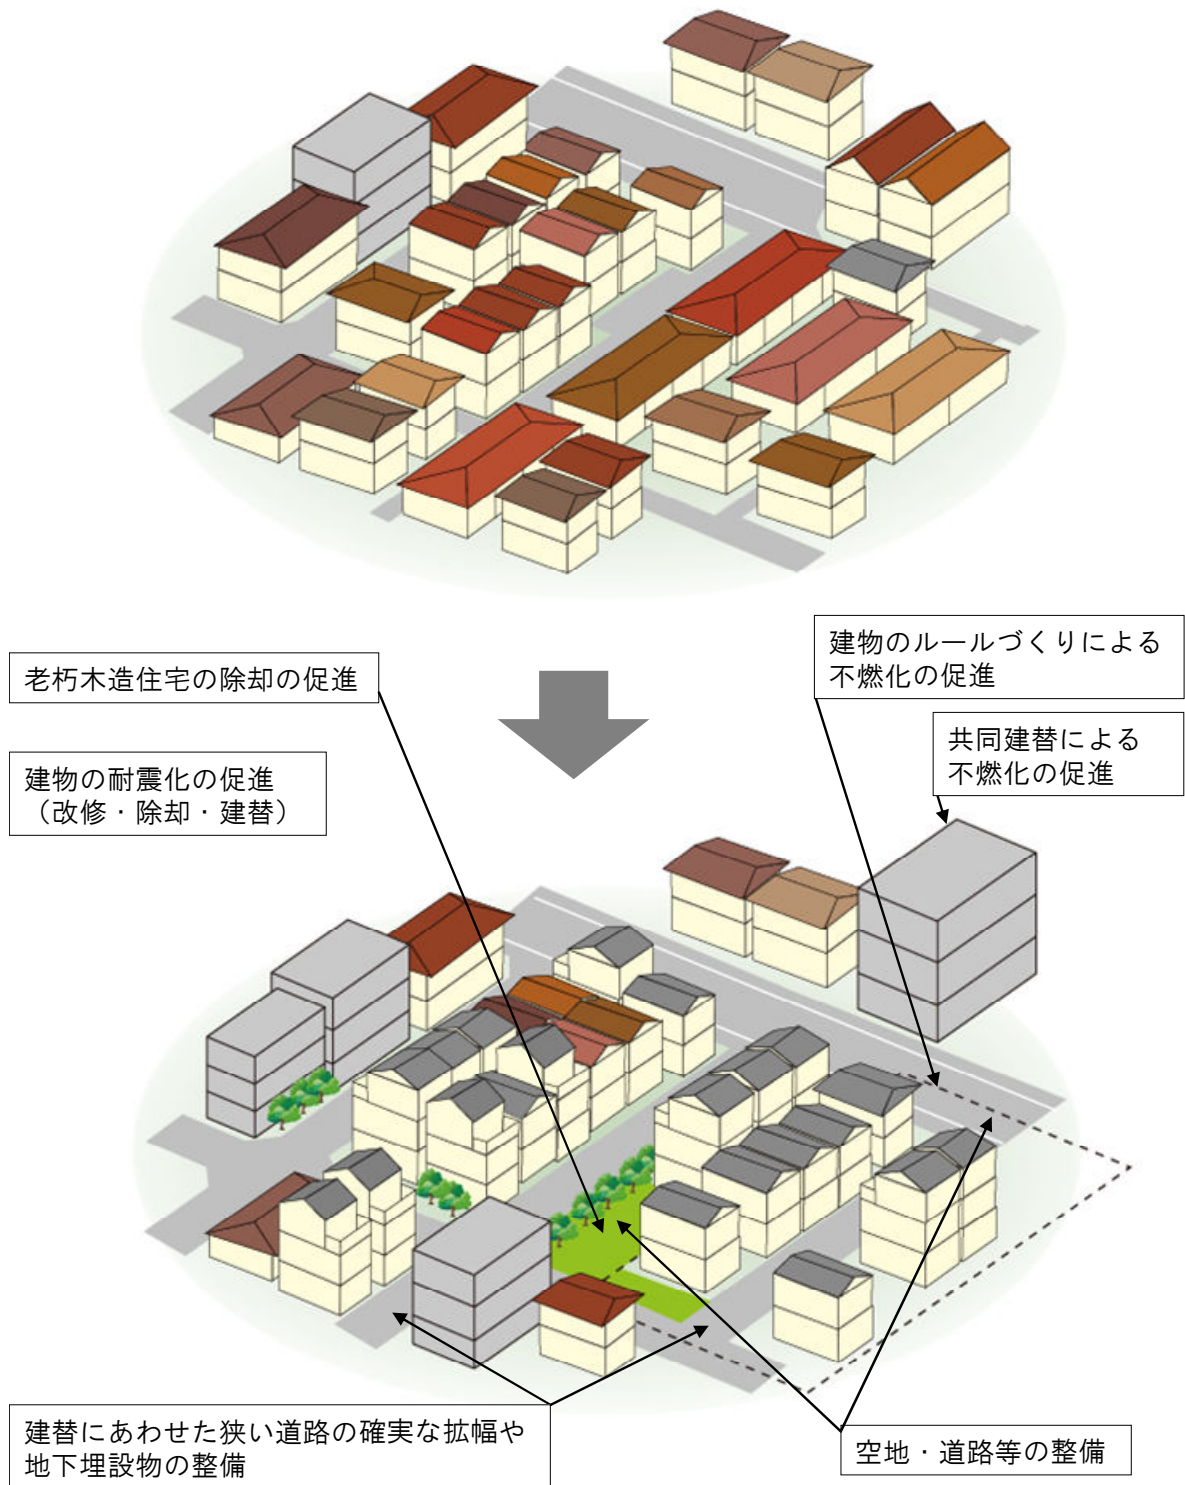 建物のルールづくりによる
不燃化の促進
老朽木造住宅の除却の促進
共同建替による
不燃化の促進
建物の耐震化の促進
（改修・除却・建替）
建替にあわせた狭い道路の確実な拡幅や
地下埋設物の整備
空地・道路等の整備